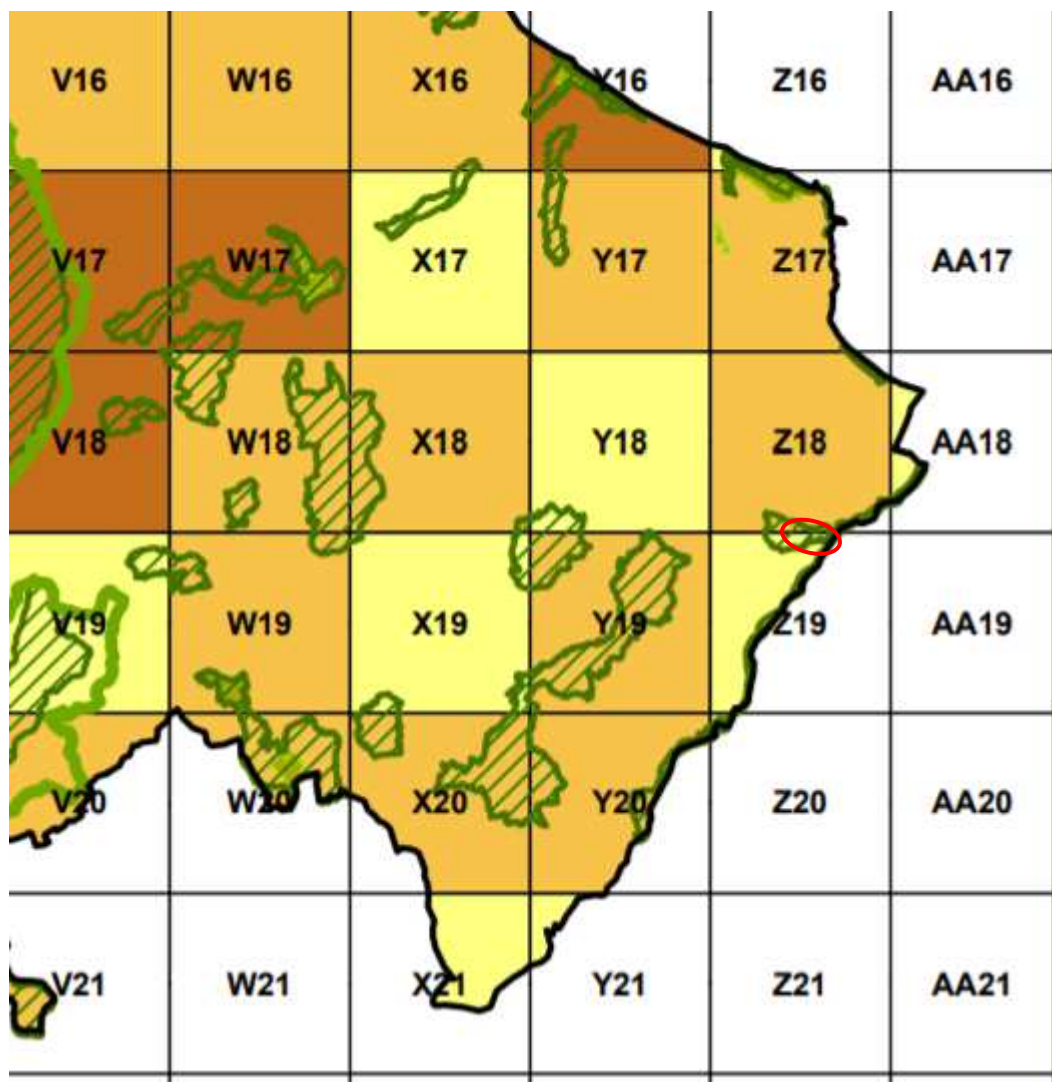 V16 W16 X16 Y16 Z16 AA16
V17 W17 X17 Y17 Z17 AA17
V18 W18 X18 Y18 Z18 AA18
V19 W19 X19 Y19 Z19 AA19
V20 W20 X20 Y20 Z20 AA20
V21 W21 X21 Y21 Z21 AA21